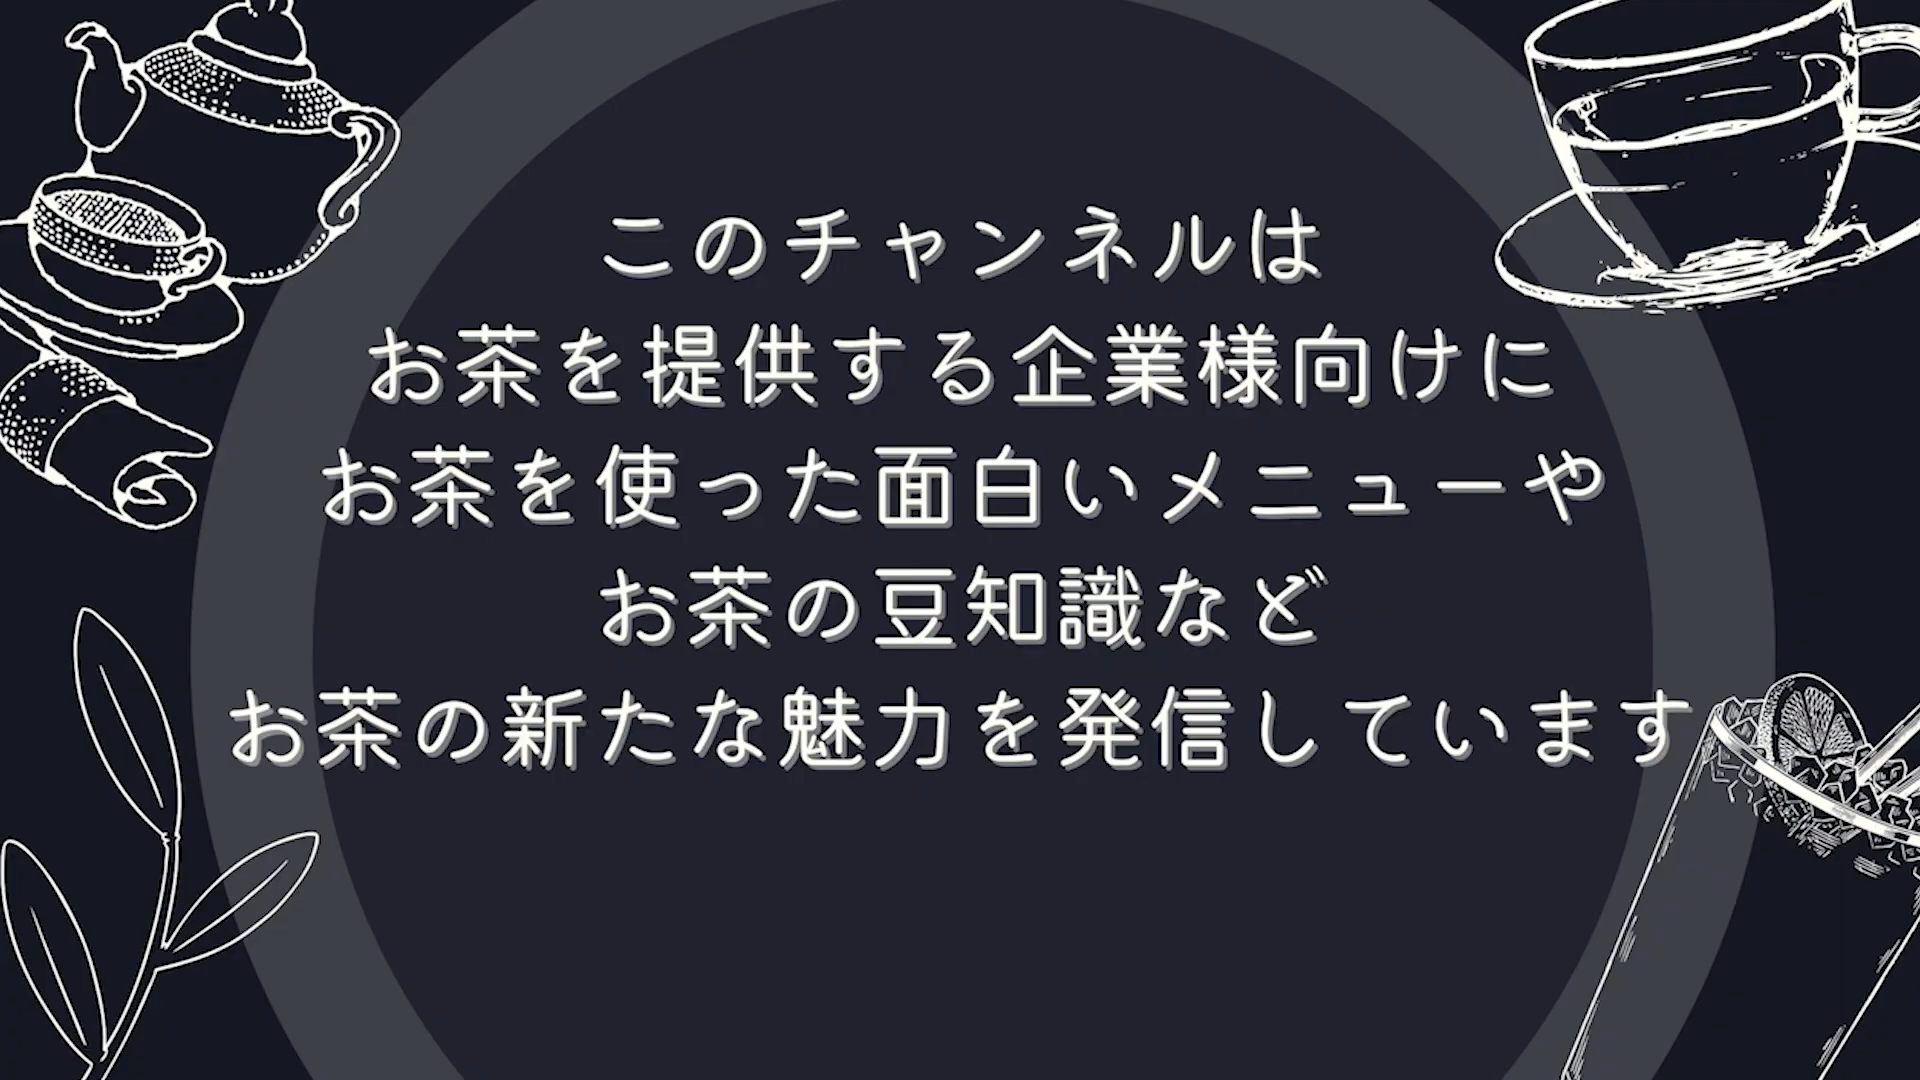 このチャンネルは
お茶を提供する企業様向けに
お茶を使った面白いメニューや
お茶の豆知識など
お茶の新たな魅力を発信しています